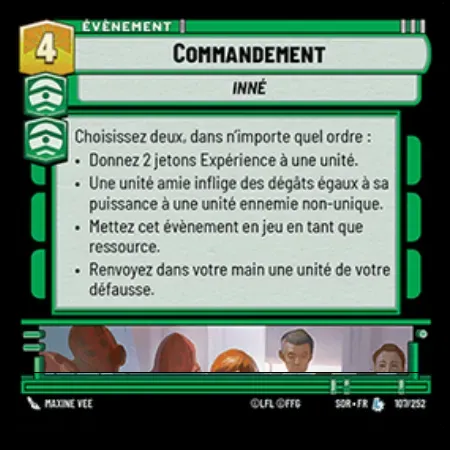 ÉVÈNEMENT
4
COMMANDEMENT
INNÉ
Choisissez deux, dans n'importe quel ordre :
• Donnez 2 jetons Expérience à une unité.
• Une unité amie inflige des dégâts égaux à sa
puissance à une unité ennemie non-unique.
• Mettez cet évènement en jeu en tant que
ressource.
• Renvoyez dans votre main une unité de votre
défausse.
MAXINE VEE
©LFL ©FFG
SOR • FR
107/252